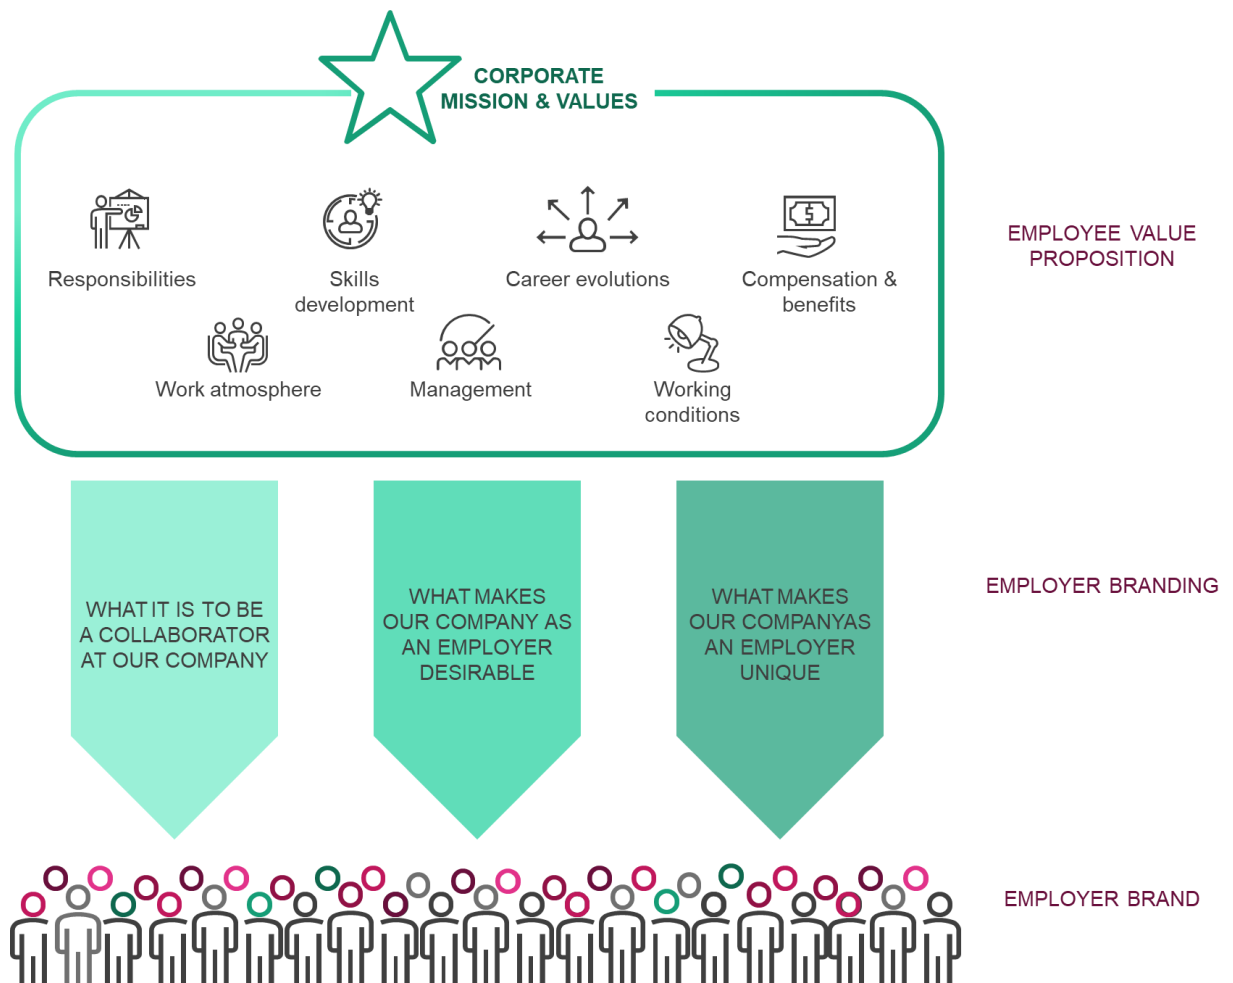 CORPORATE
MISSION & VALUES
Responsibilities
Skills
development
Career evolutions
Compensation &
benefits
Work atmosphere
Management
Working
conditions
EMPLOYEE VALUE
PROPOSITION
WHAT IT IS TO BE
A COLLABORATOR
AT OUR COMPANY
WHAT MAKES
OUR COMPANY AS
AN EMPLOYER
DESIRABLE
WHAT MAKES
OUR COMPANYAS
AN EMPLOYER
UNIQUE
EMPLOYER BRANDING
EMPLOYER BRAND